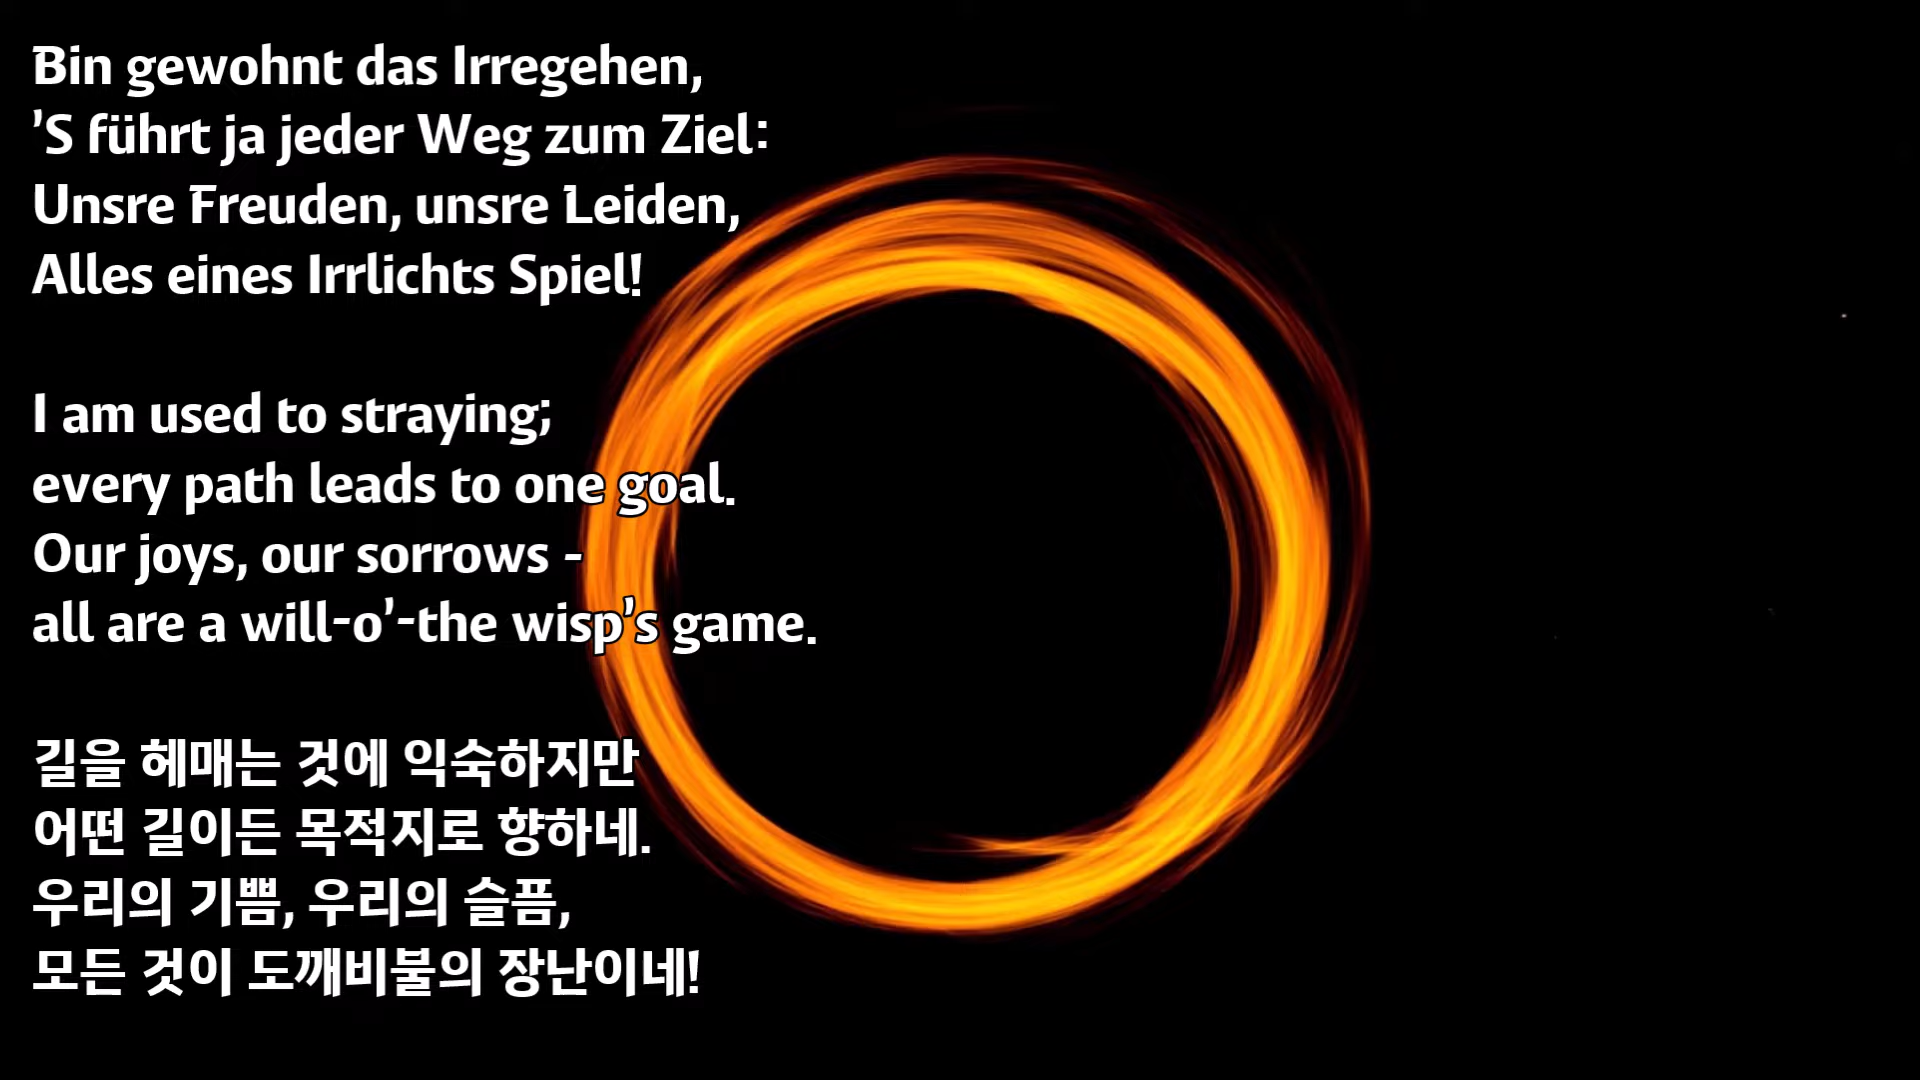 Bin gewohnt das Irregehen,
’S führt ja jeder Weg zum Ziel:
Unsre Freuden, unsre Leiden,
Alles eines Irrlichts Spiel!
I am used to straying;
every path leads to one goal.
Our joys, our sorrows -
all are a will-o’-the wisp’s game.
길을 헤매는 것에 익숙하지만
어떤 길이든 목적지로 향하네.
우리의 기쁨, 우리의 슬픔,
모든 것이 도깨비불의 장난이네!